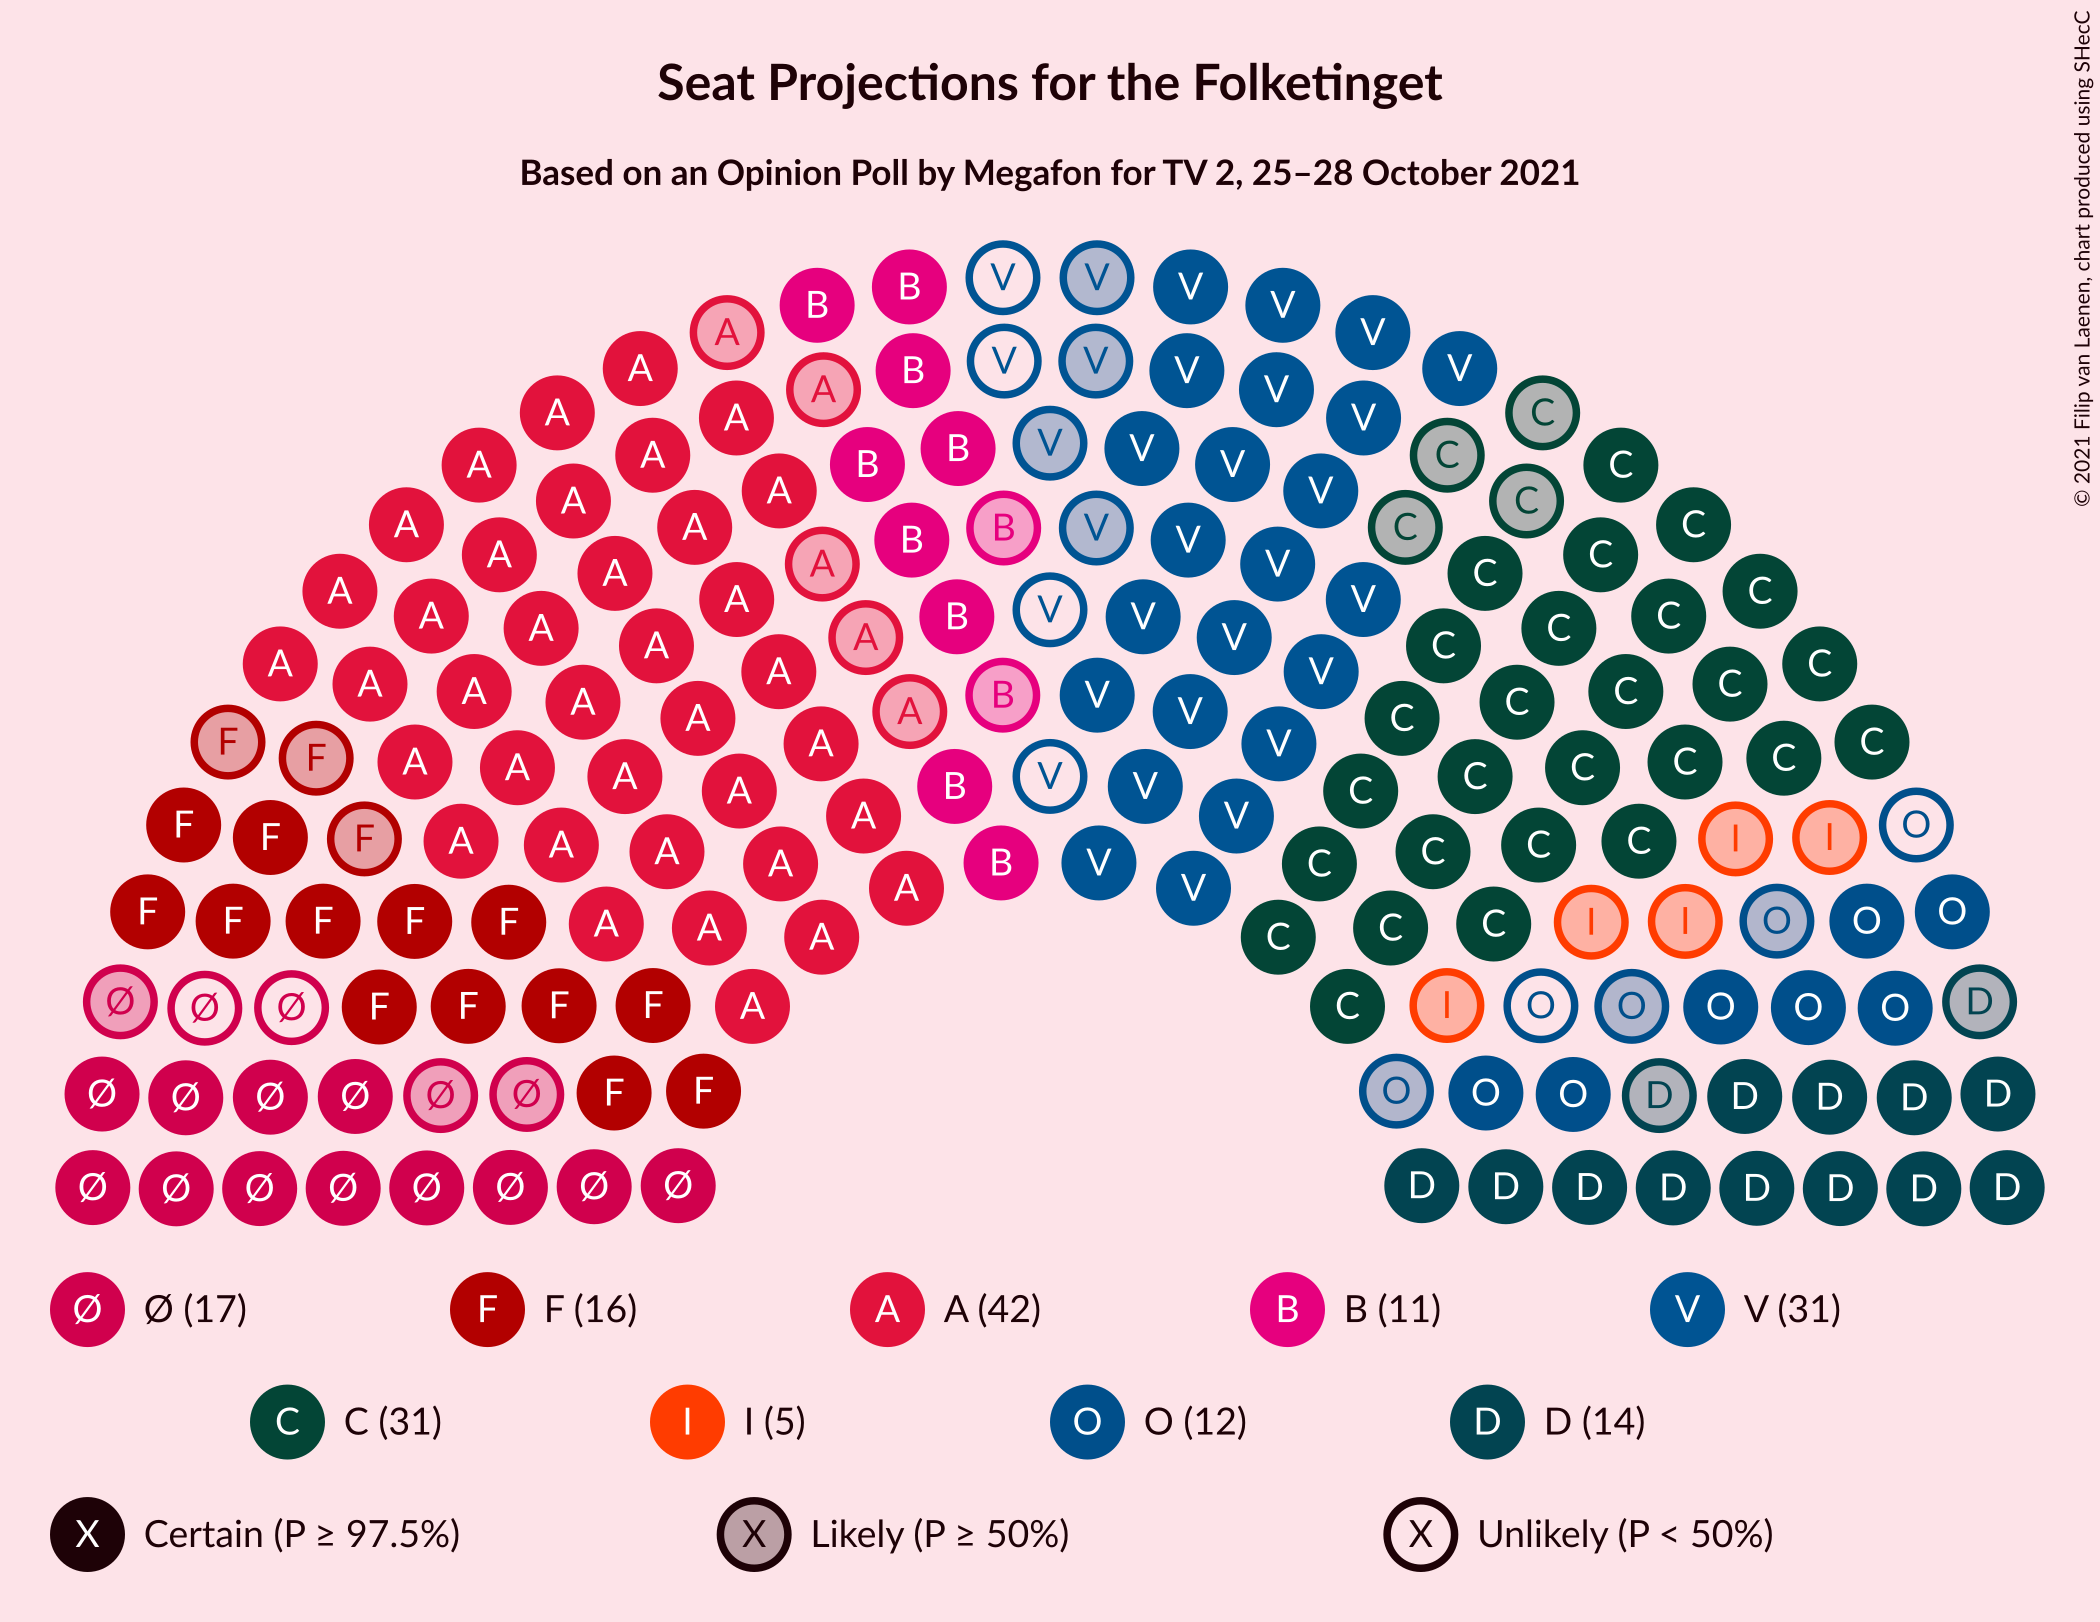 © 2021 Filip van Laenen, chart produced using SHecC
Seat Projections for the Folketinget
Based on an Opinion Poll by Megafon for TV 2, 25–28 October 2021
B V V V
B V
A V
A B V V V V
A V
A A V C
A A B B V V V C C
A A V C
A A B B V V C C
A A A V C C
A A V C
A A A B V V V C C
A A A V C C
A A A A A B V V C C C C
F F A A A A V V C C C C C
A A B V V C
F F F A A A A B V C C C C I I O
A V
F F F F F A A A C C C I I O O O
Ø Ø Ø F F F F A C I O O O O O D
Ø Ø Ø Ø Ø Ø F F O O O D D D D D
Ø Ø Ø Ø Ø Ø Ø Ø D D D D D D D D
Ø Ø (17) F F (16) A A (42) B B (11) V V (31)
C C (31) I I (5) O O (12) D D (14)
X Certain (P ≥ 97.5%) X Likely (P ≥ 50%) X Unlikely (P < 50%)